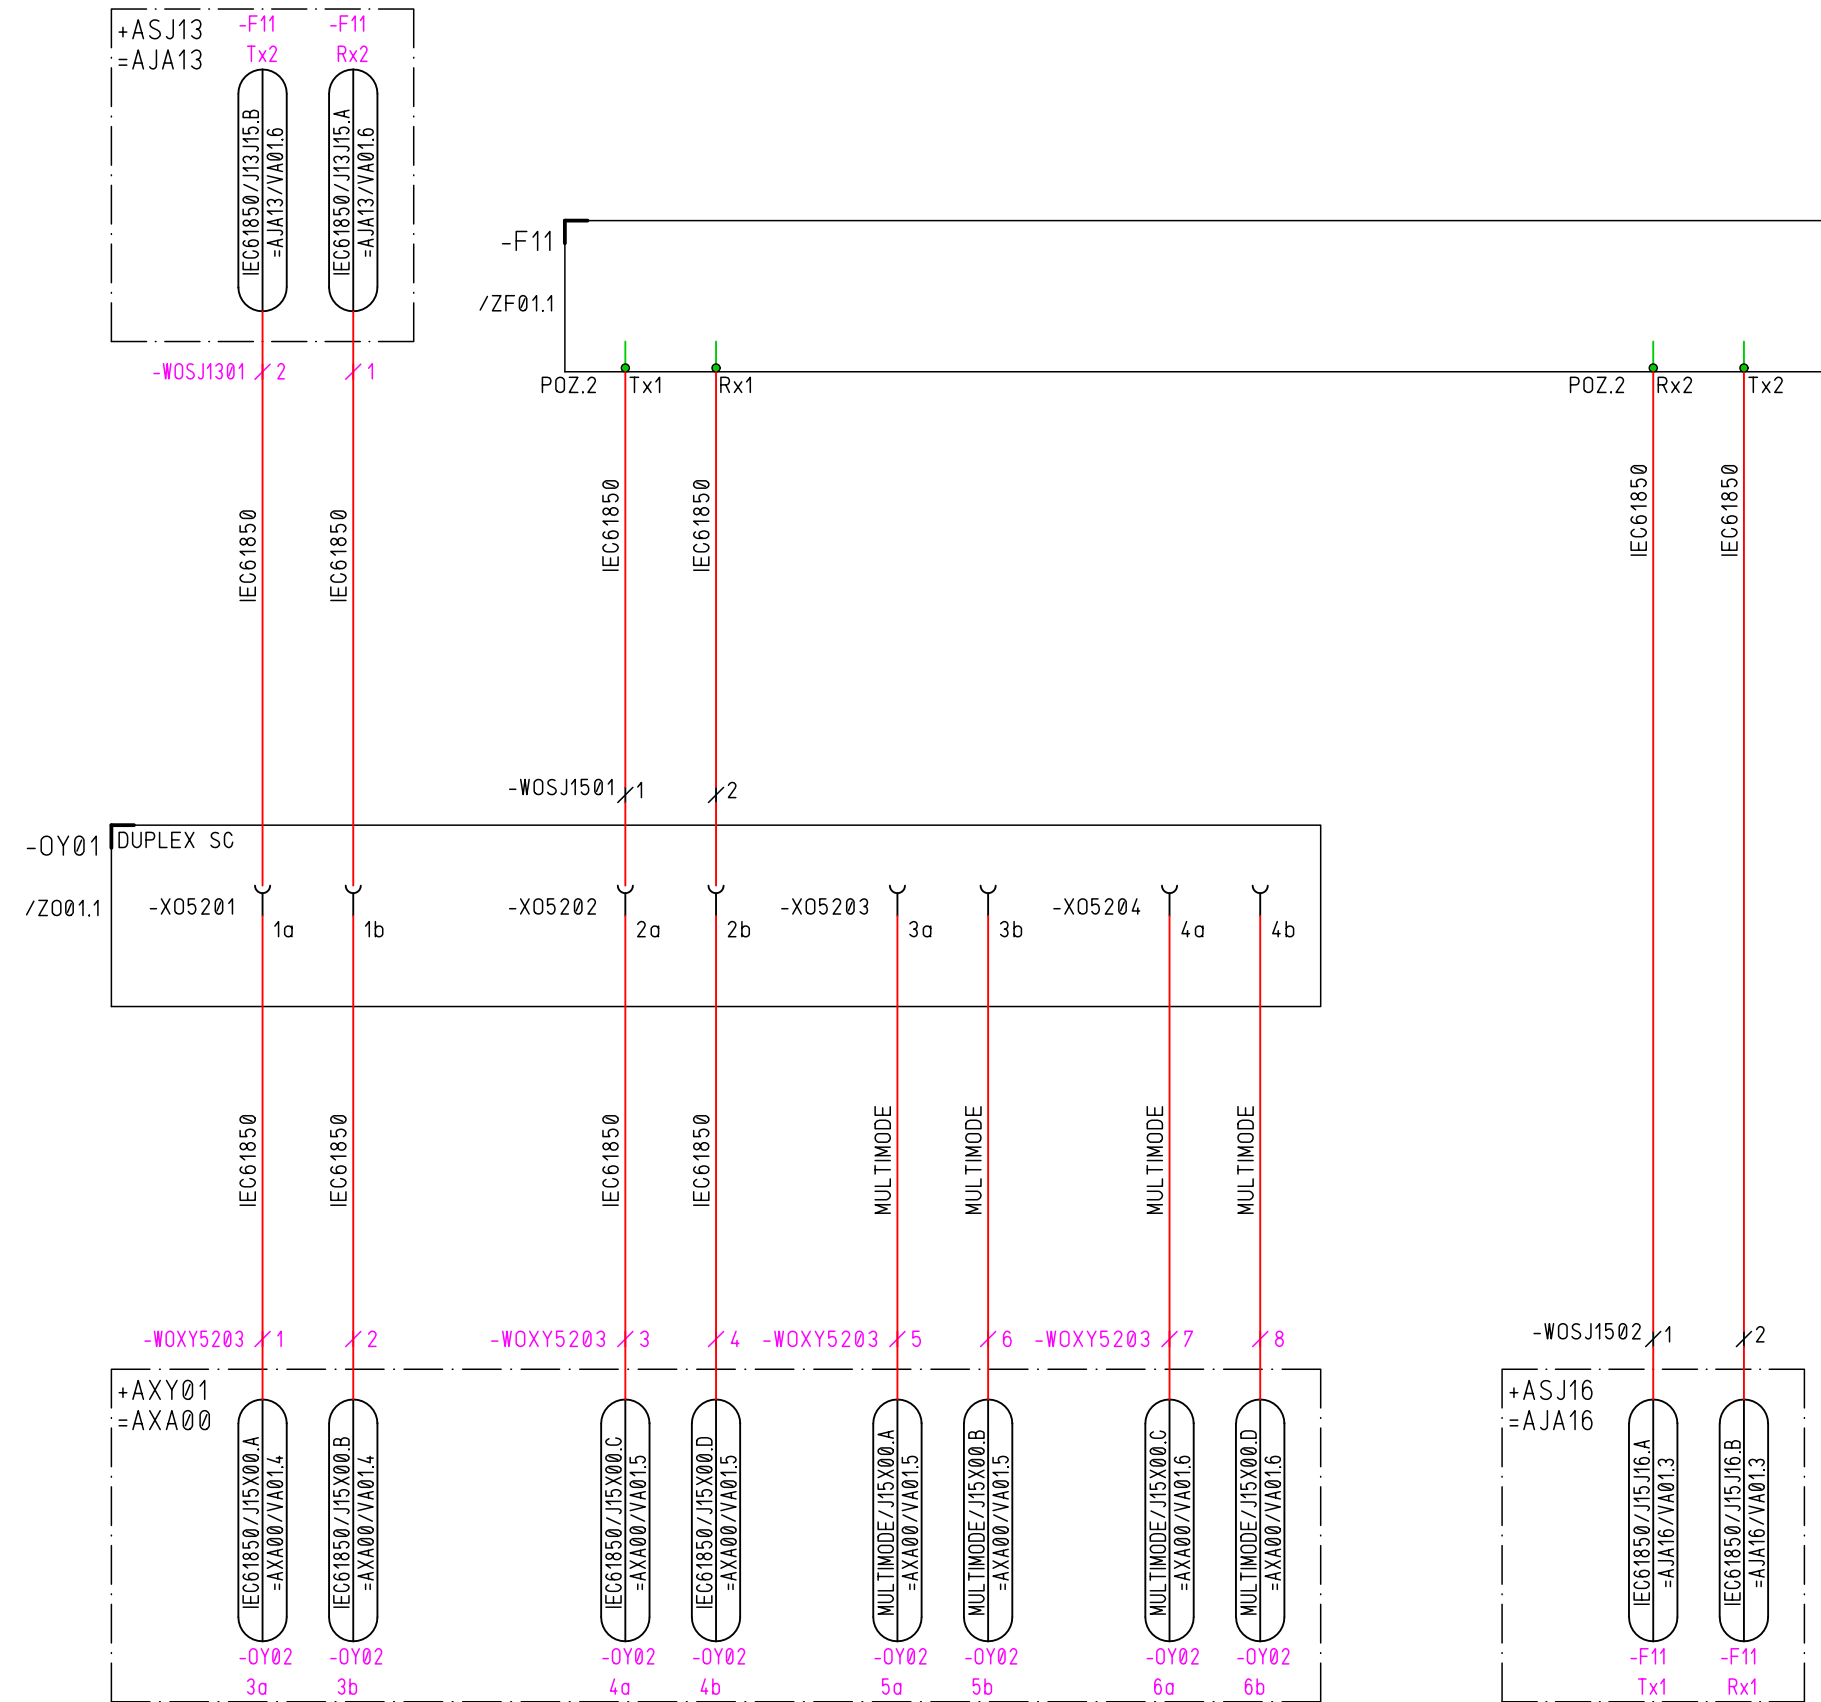 +ASJ13
=AJA13
-F11
Tx2
-F11
Rx2
IEC61850/J13J15.B
=AJA13/VA01.6
IEC61850/J13J15.A
=AJA13/VA01.6
-WOSJ1301 2
1
-F11
/ZF01.1
POZ.2 Tx1
Rx1
POZ.2 Rx2
Tx2
IEC61850
IEC61850
IEC61850
IEC61850
IEC61850
IEC61850
-WOSJ1501 1
2
-OY01
/ZO01.1
DUPLEX SC
-XO5201
1a
1b
-XO5202
2a
2b
-XO5203
3a
3b
-XO5204
4a
4b
IEC61850
IEC61850
IEC61850
IEC61850
MULTIMODE
MULTIMODE
MULTIMODE
MULTIMODE
-WOXY5203 1
2
-WOXY5203 3
4
-WOXY5203 5
6
-WOXY5203 7
8
-WOSJ1502 1
2
+AXY01
=AXA00
IEC61850/J15X00.A
=AXA00/VA01.4
IEC61850/J15X00.B
=AXA00/VA01.4
IEC61850/J15X00.C
=AXA00/VA01.5
IEC61850/J15X00.D
=AXA00/VA01.5
MULTIMODE/J15X00.A
=AXA00/VA01.5
MULTIMODE/J15X00.B
=AXA00/VA01.5
MULTIMODE/J15X00.C
=AXA00/VA01.6
MULTIMODE/J15X00.D
=AXA00/VA01.6
-OY02
3a
-OY02
3b
-OY02
4a
-OY02
4b
-OY02
5a
-OY02
5b
-OY02
6a
-OY02
6b
+ASJ16
=AJA16
IEC61850/J15J16.A
=AJA16/VA01.3
IEC61850/J15J16.B
=AJA16/VA01.3
-F11
Tx1
-F11
Rx1